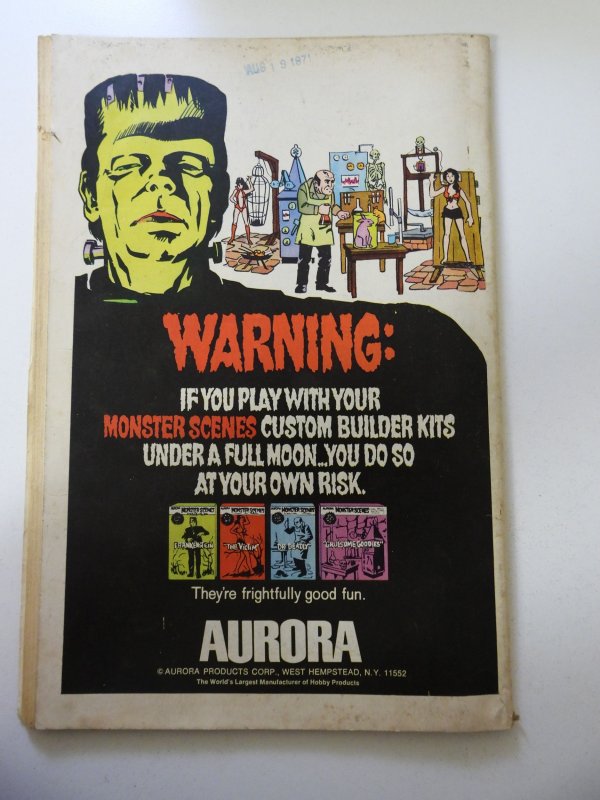 AUG 19 1971
WARNING:
IF YOU PLAY WITH YOUR
MONSTER SCENES CUSTOM BUILDER KITS
UNDER A FULL MOON...YOU DO SO
AT YOUR OWN RISK.
MONSTER SCENES MONSTER SCENES MONSTER SCENES MONSTER SCENES
FRANKENSTEIN "THE VICTIM" "DR. DEADLY" "GRUESOME GOODIES"
They're frightfully good fun.
AURORA
© AURORA PRODUCTS CORP., WEST HEMPSTEAD, N.Y. 11552
The World's Largest Manufacturer of Hobby Products